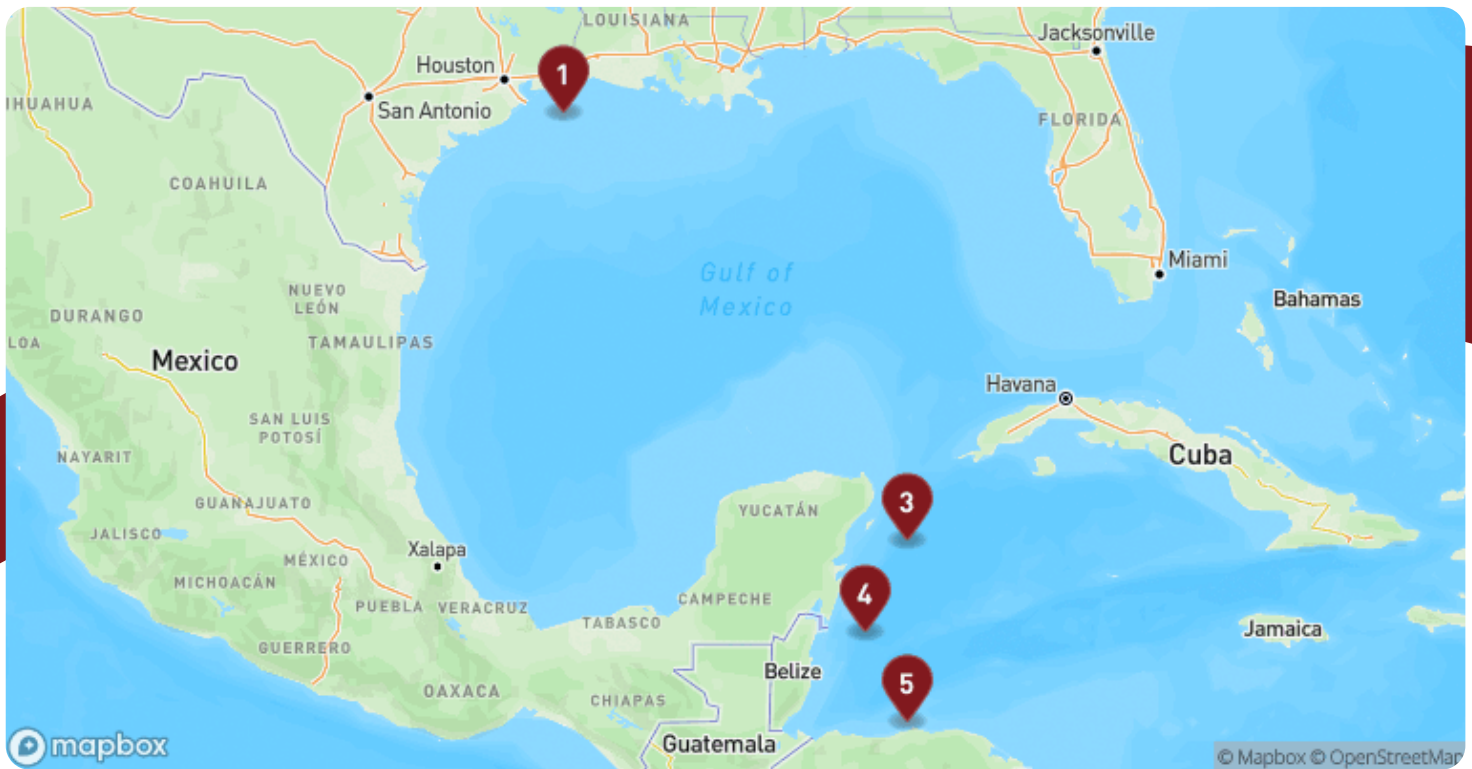 LOUISIANA
Jacksonville
Houston
1
IHUAHUA
San Antonio
FLORIDA
COAHUILA
Gulf of
Mexico
Miami
NUEVO
LEÓN
Bahamas
DURANGO
LOA
TAMAULIPAS
Mexico
Havana
SAN LUIS
POTOSÍ
NAYARIT
Cuba
GUANAJUATO
YUCATÁN
3
JALISCO
Xalapa
MÉXICO
MICHOACÁN
4
PUEBLA
VERACRUZ
CAMPECHE
TABASCO
Jamaica
GUERRERO
Belize
5
OAXACA
CHIAPAS
Guatemala
mapbox
© Mapbox © OpenStreetMap